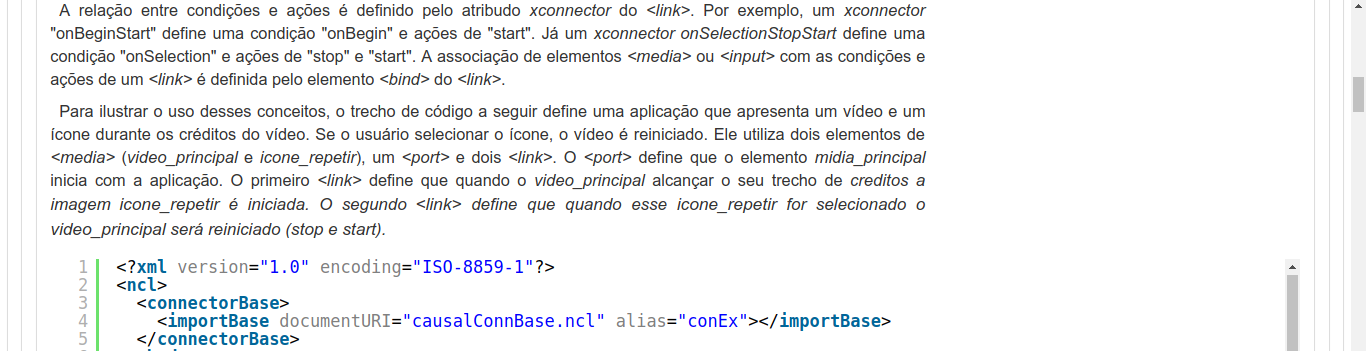 A relação entre condições e ações é definido pelo atribudo xconnector do <link>. Por exemplo, um xconnector
"onBeginStart" define uma condição "onBegin" e ações de "start". Já um xconnector onSelectionStopStart define uma
condição "onSelection" e ações de "stop" e "start". A associação de elementos <media> ou <input> com as condições e
ações de um <link> é definida pelo elemento <bind> do <link>.
Para ilustrar o uso desses conceitos, o trecho de código a seguir define uma aplicação que apresenta um vídeo e um
ícone durante os créditos do vídeo. Se o usuário selecionar o ícone, o vídeo é reiniciado. Ele utiliza dois elementos de
<media> (video_principal e icone_repetir), um <port> e dois <link>. O <port> define que o elemento midia_principal
inicia com a aplicação. O primeiro <link> define que quando o video_principal alcançar o seu trecho de creditos a
imagem icone_repetir é iniciada. O segundo <link> define que quando esse icone_repetir for selecionado o
video_principal será reiniciado (stop e start).
1 <?xml version="1.0" encoding="ISO-8859-1"?>
2 <ncl>
3 <connectorBase>
4 <importBase documentURI="causalConnBase.ncl" alias="conEx"></importBase>
5 </connectorBase>